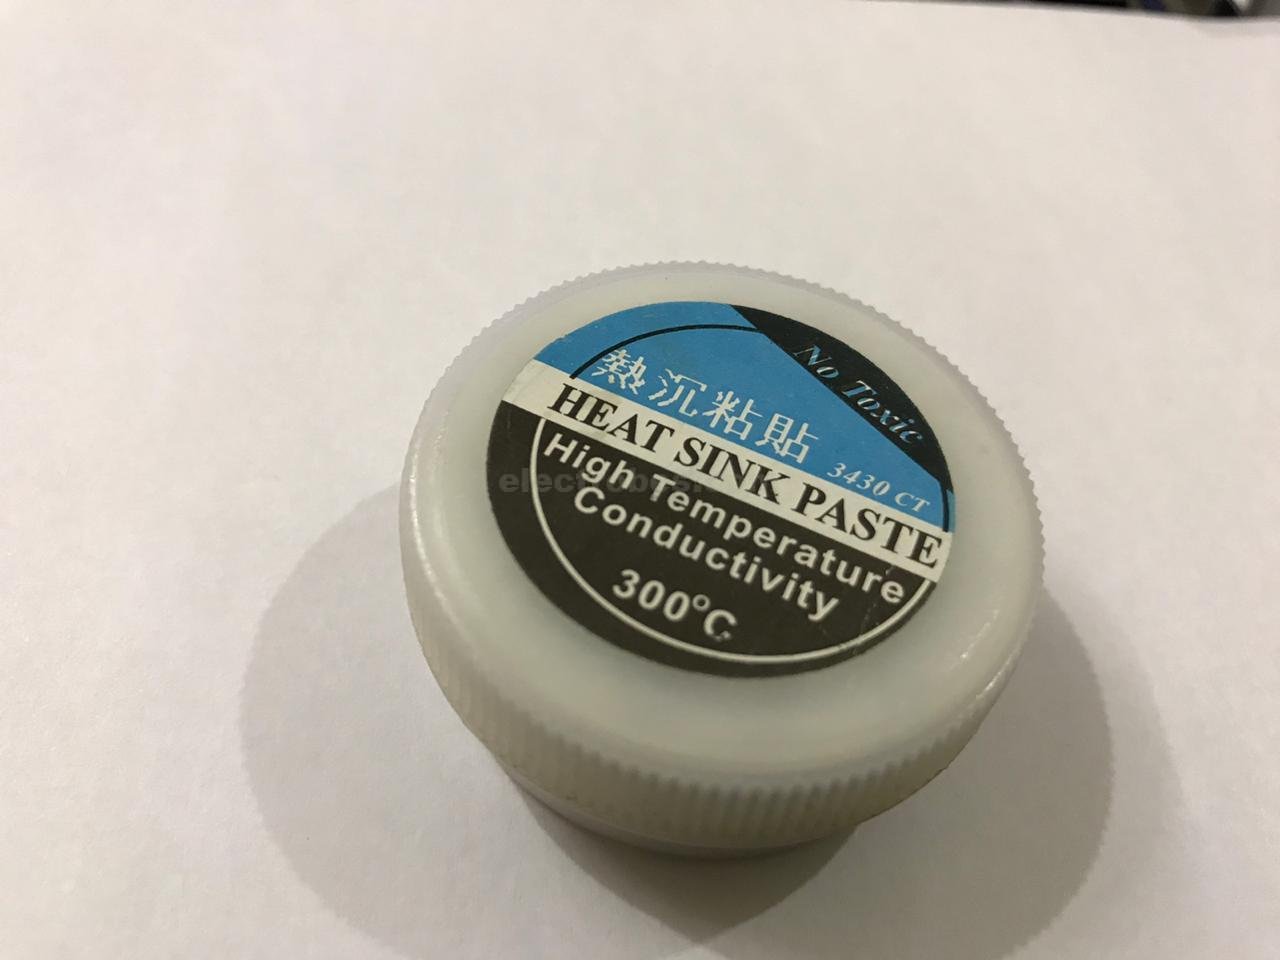 No Toxic
熱沉粘貼
3430 CT
HEAT SINK PASTE
High Temperature
Conductivity
300°C